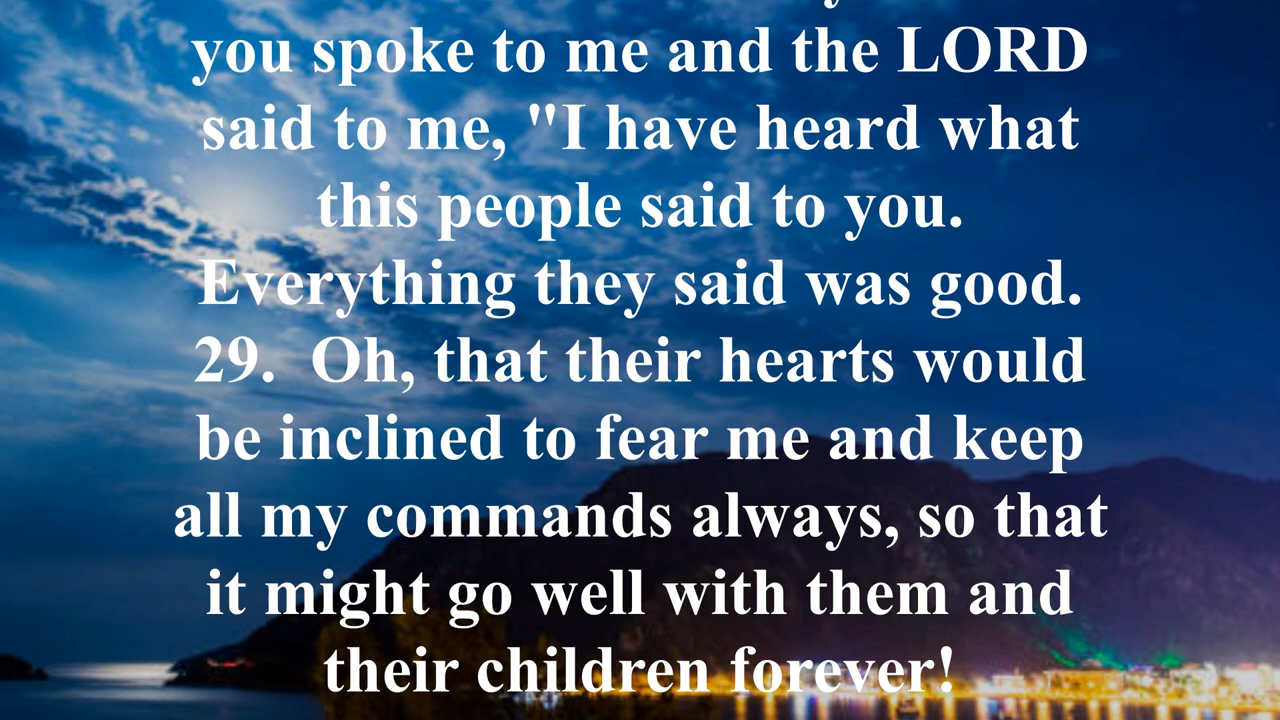 you spoke to me and the LORD
said to me, "I have heard what
this people said to you.
Everything they said was good.
29.  Oh, that their hearts would
be inclined to fear me and keep
all my commands always, so that
it might go well with them and
their children forever!